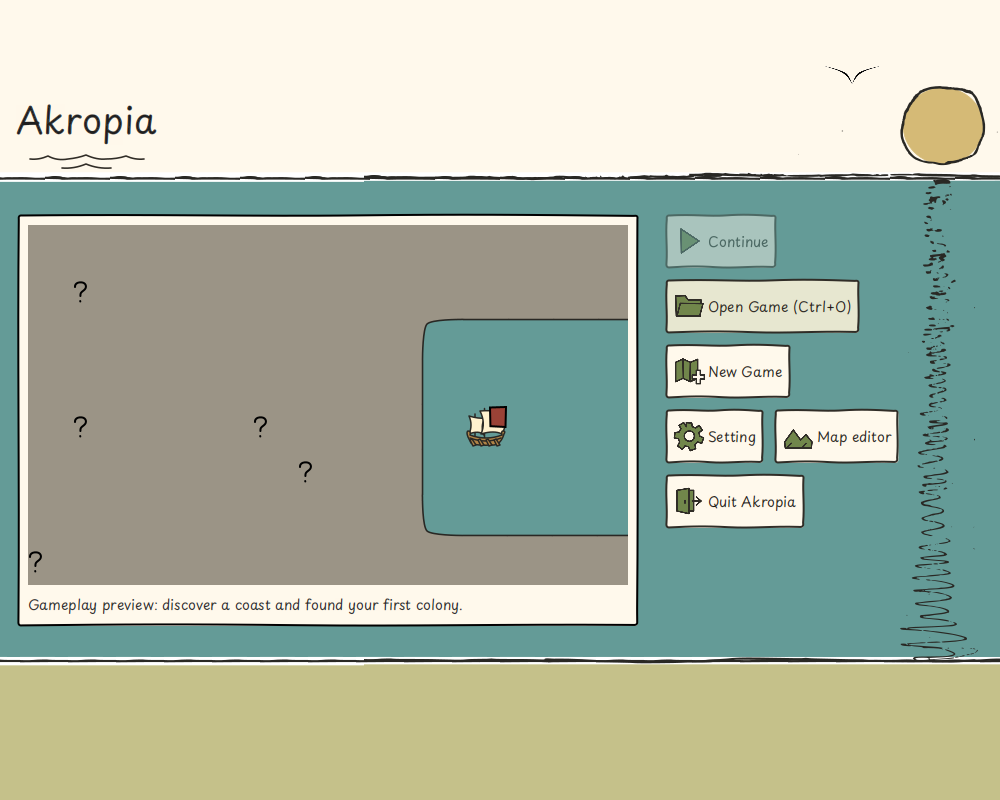 Akropia
Continue
Open Game (Ctrl+O)
New Game
Setting
Map editor
Quit Akropia
?
?
?
?
?
Gameplay preview: discover a coast and found your first colony.